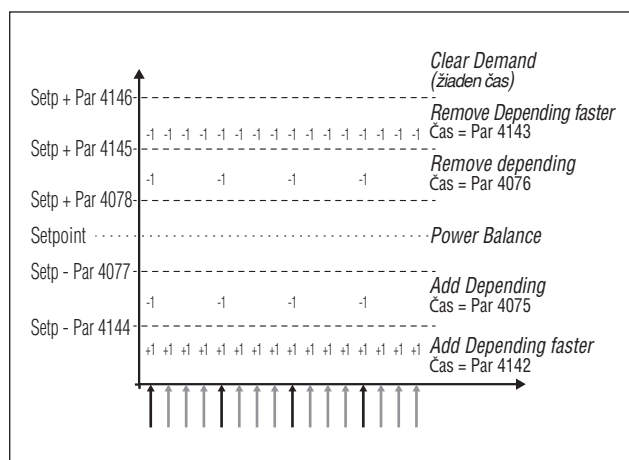 Clear Demand
(žiaden čas)
Setp + Par 4146
Remove Depending faster
-1 -1 -1 -1 -1 -1 -1 -1 -1 -1 -1 -1 -1 -1 -1 -1
Čas = Par 4143
Setp + Par 4145
Remove depending
-1 -1 -1 -1
Čas = Par 4076
Setp + Par 4078
Setpoint
Power Balance
Setp - Par 4077
Add Depending
-1 -1 -1 -1
Čas = Par 4075
Setp - Par 4144
Add Depending faster
+1 +1 +1 +1 +1 +1 +1 +1 +1 +1 +1 +1 +1 +1 +1 +1
Čas = Par 4142